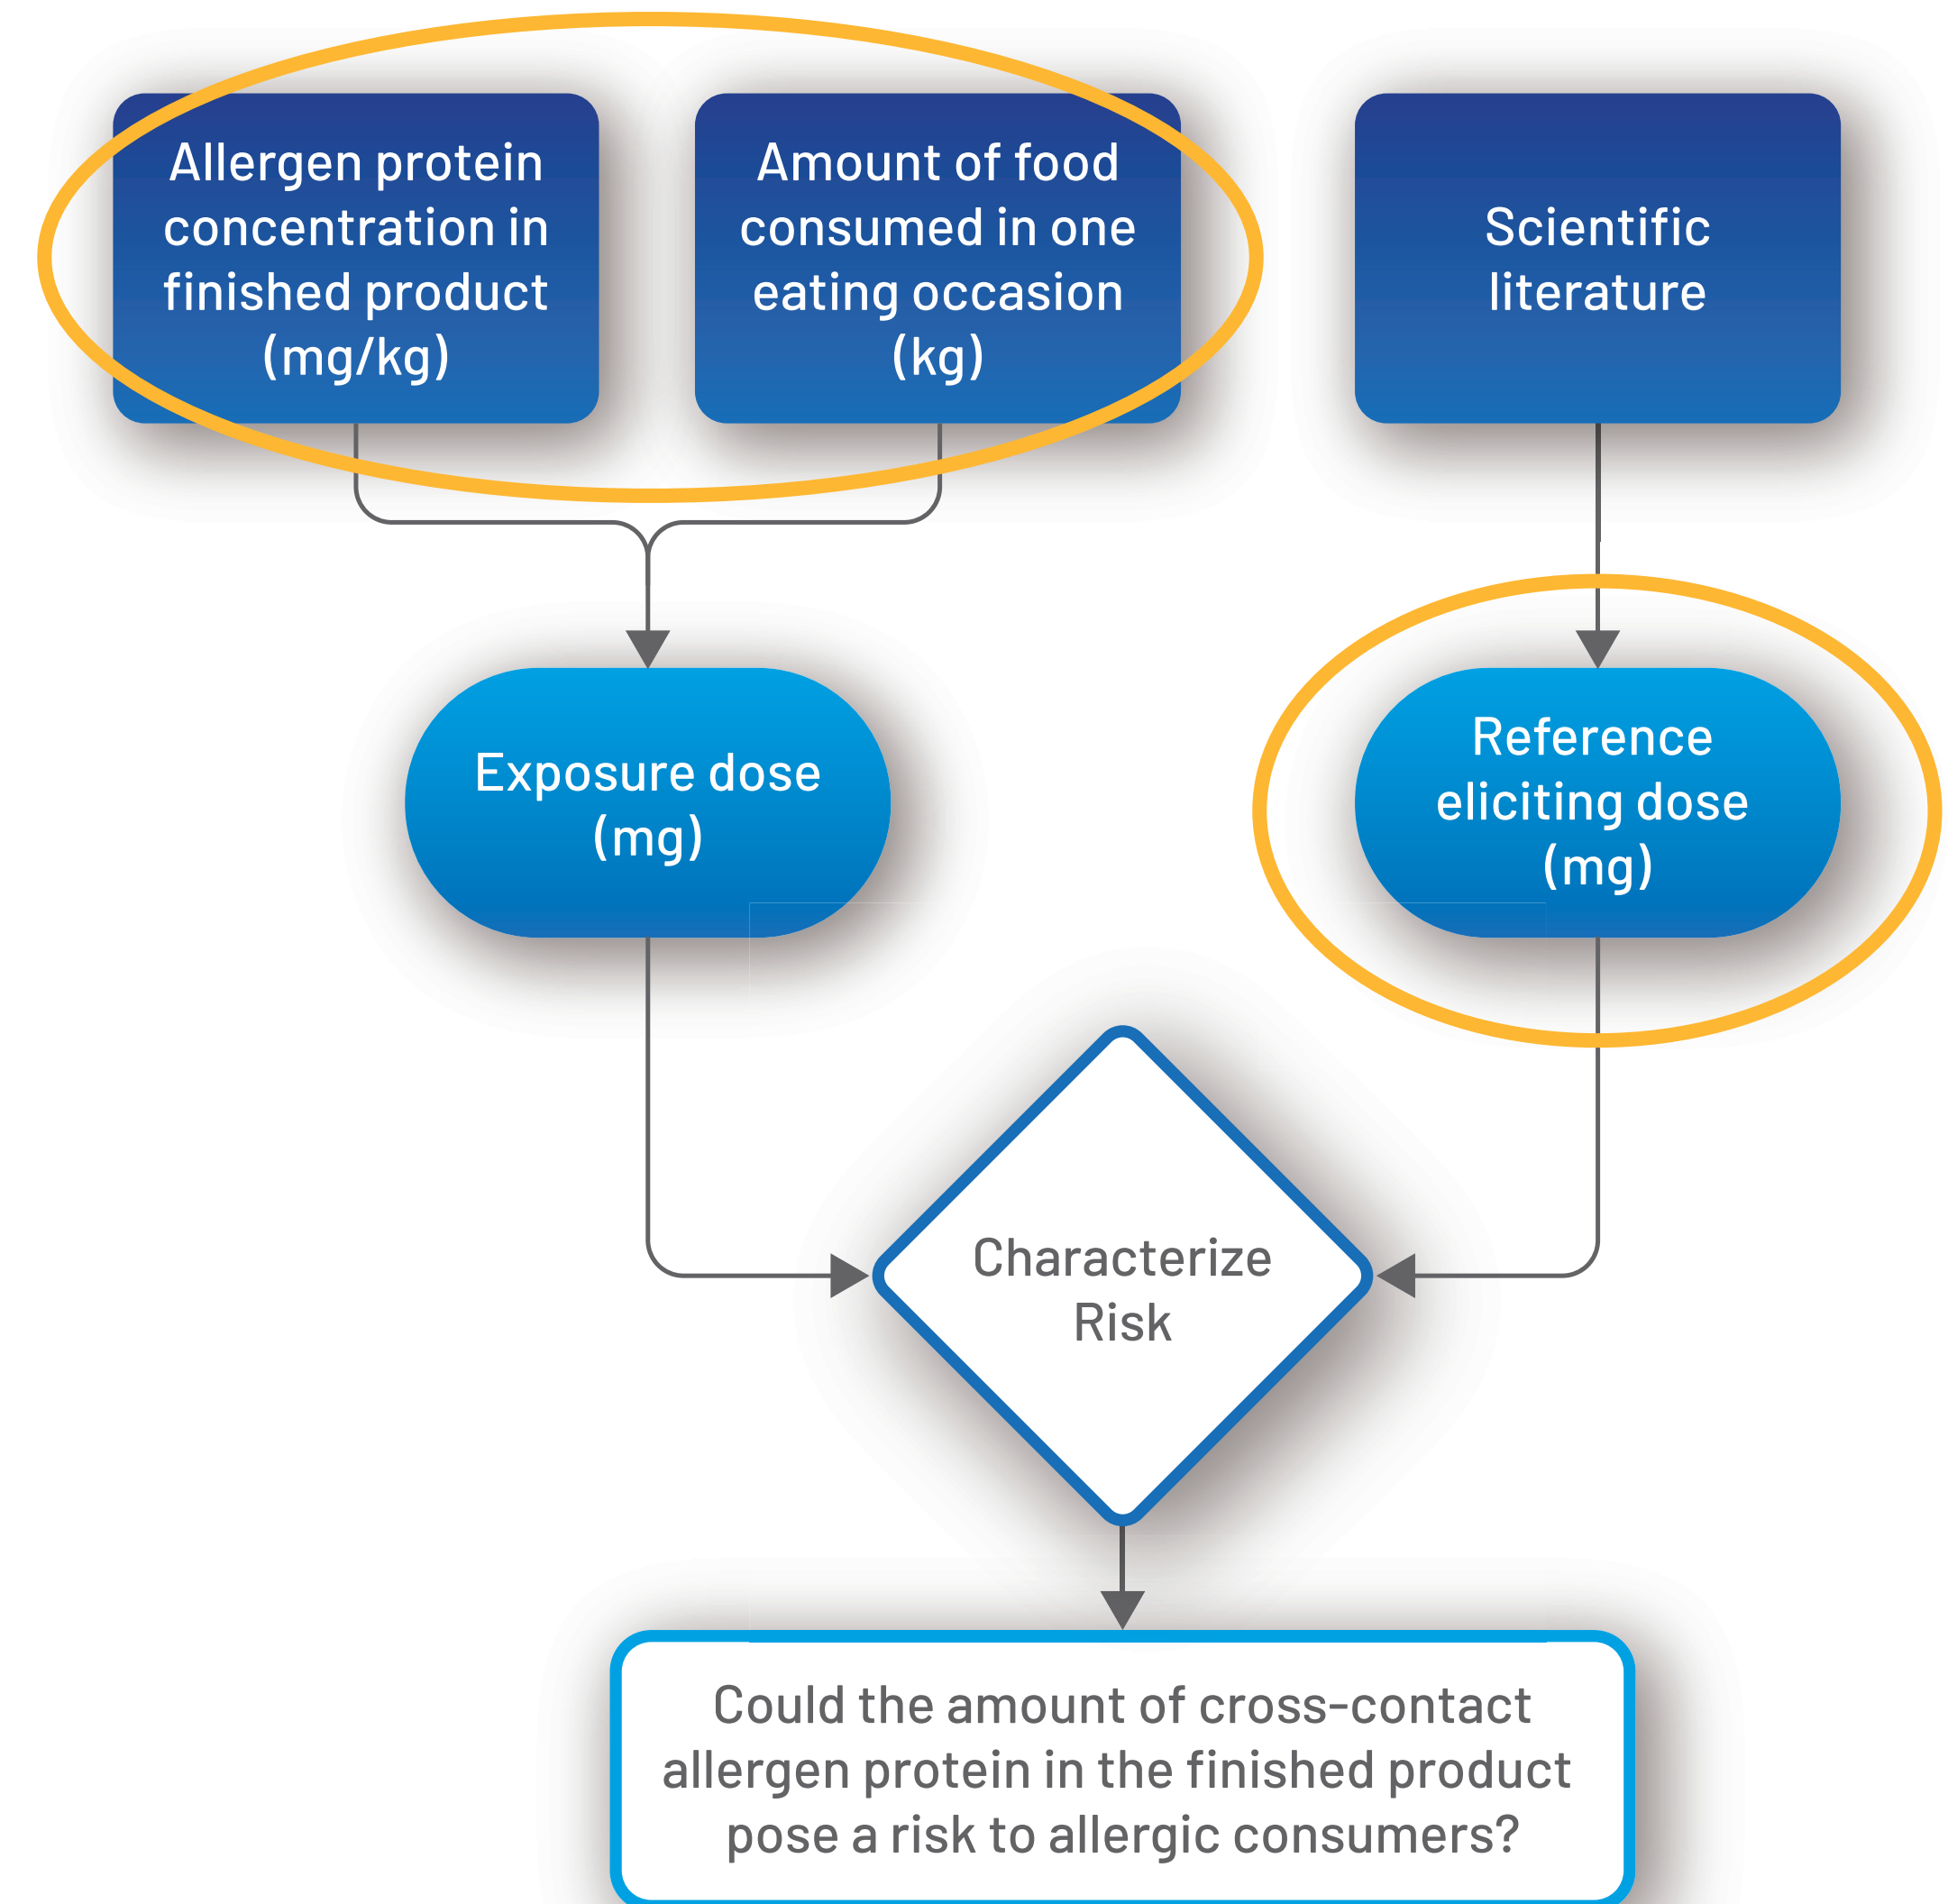 Allergen protein
concentration in
finished product
(mg/kg)
Amount of food
consumed in one
eating occasion
(kg)
Scientific
literature
Exposure dose
(mg)
Reference
eliciting dose
(mg)
Characterize
Risk
Could the amount of cross-contact
allergen protein in the finished product
pose a risk to allergic consumers?